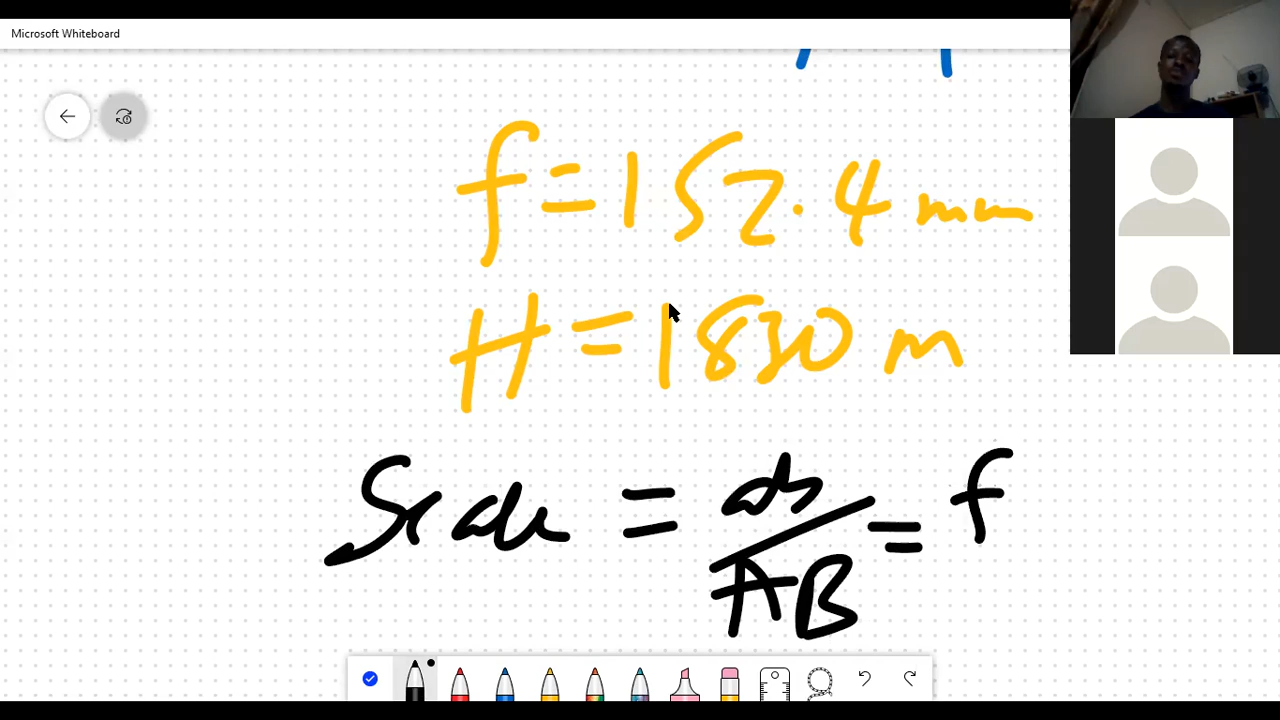 Microsoft Whiteboard
f = 152.4 mm
H = 1830 m
Scale = ab/AB = f